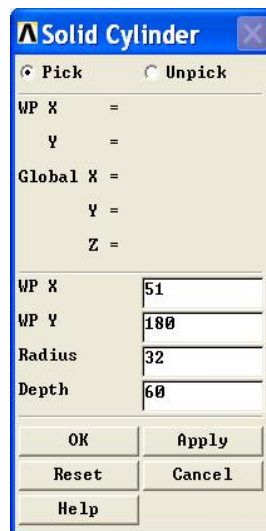 Solid Cylinder
Pick Unpick
WP X =
Y =
Global X =
Y =
Z =
WP X 51
WP Y 180
Radius 32
Depth 60
OK Apply
Reset Cancel
Help